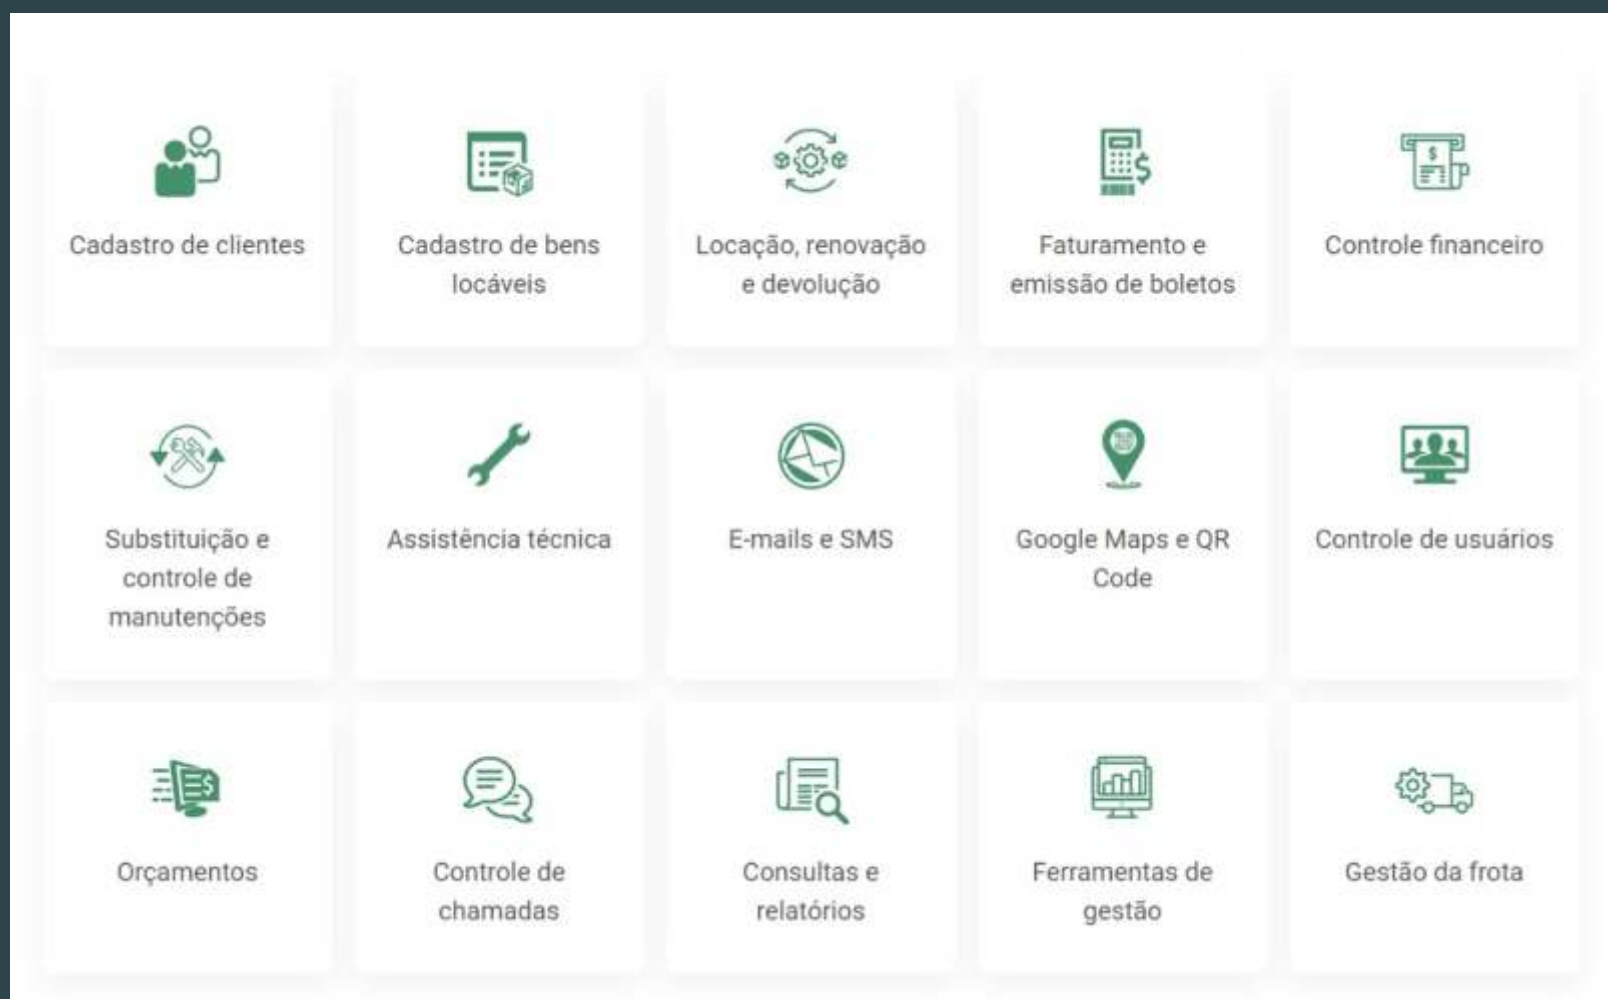 Cadastro de clientes
Cadastro de bens
locáveis
Locação, renovação
e devolução
Faturamento e
emissão de boletos
Controle financeiro
Substituição e
controle de
manutenções
Assistência técnica
E-mails e SMS
Google Maps e QR
Code
Controle de usuários
Orçamentos
Controle de
chamadas
Consultas e
relatórios
Ferramentas de
gestão
Gestão da frota